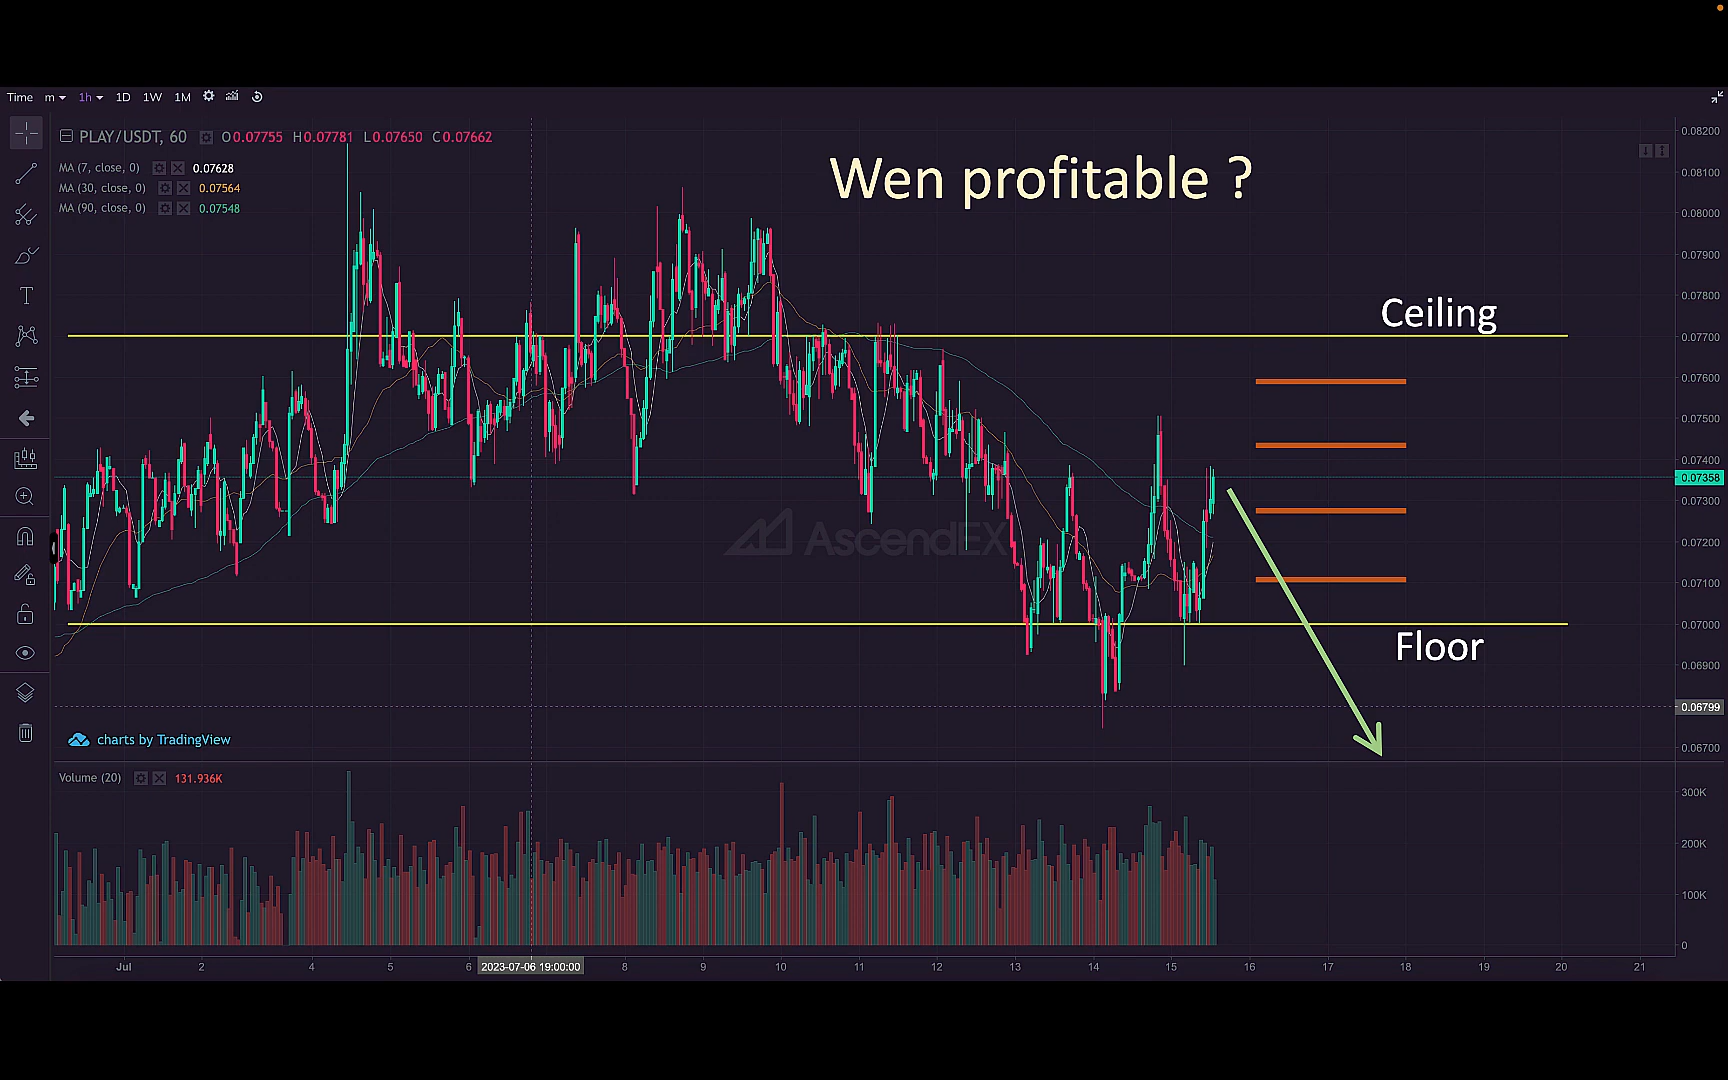 Time m 1h 1D 1W 1M
PLAY/USDT, 60 O0.07755 H0.07781 L0.07650 C0.07662
MA (7, close, 0) 0.07628
MA (30, close, 0) 0.07564
MA (90, close, 0) 0.07548
Wen profitable ?
Ceiling
Floor
AscendEX
charts by TradingView
Volume (20) 131.936K
0.08200
0.08100
0.08000
0.07900
0.07800
0.07700
0.07600
0.07500
0.07400
0.07358
0.07300
0.07200
0.07100
0.07000
0.06900
0.06799
0.06700
300K
200K
100K
0
Jul 2 4 5 6 2023-07-06 19:00:00 8 9 10 11 12 13 14 15 16 17 18 19 20 21